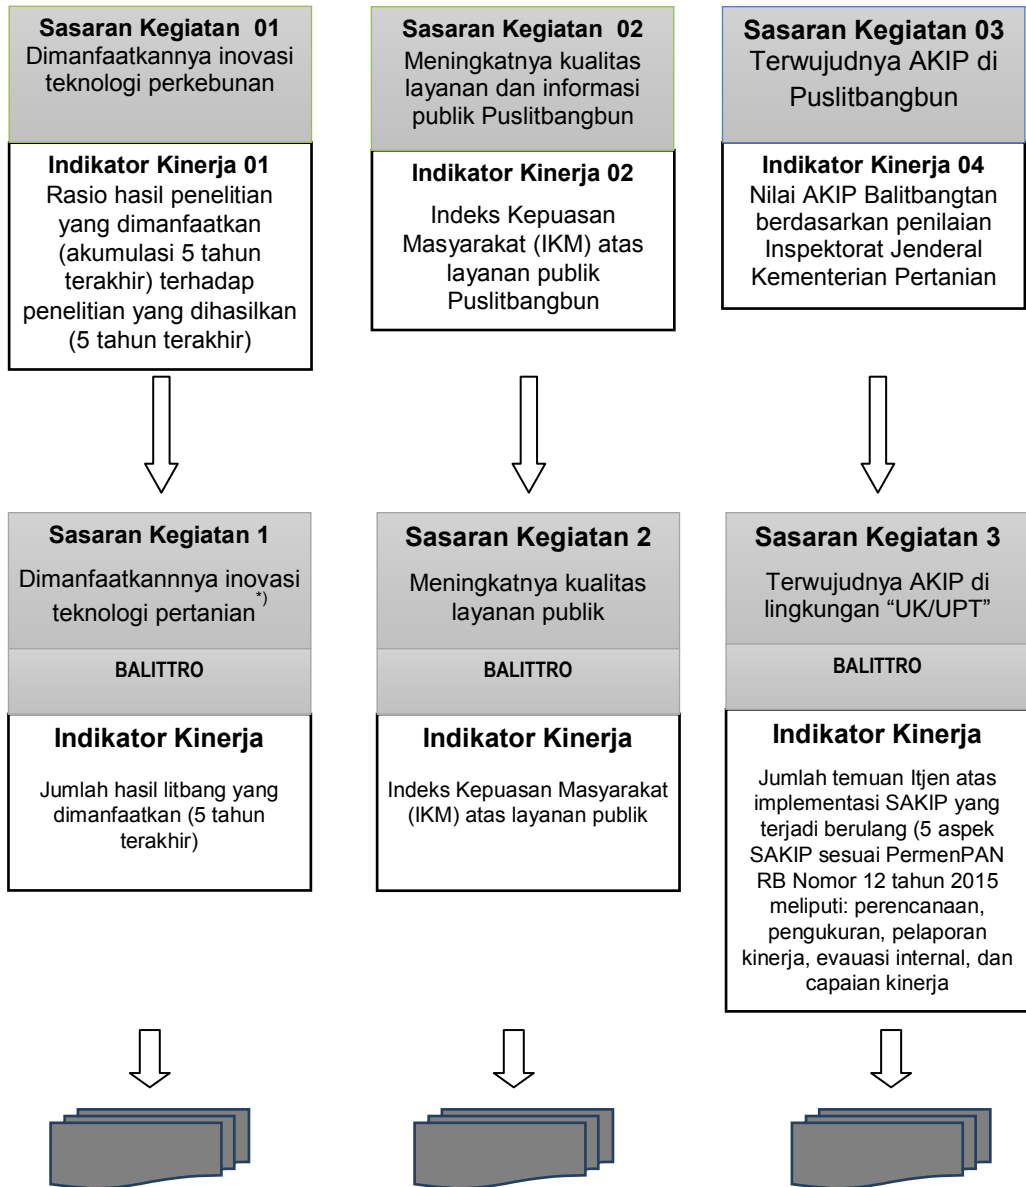 Sasaran Kegiatan 01
Dimanfaatkannya inovasi
teknologi perkebunan
Indikator Kinerja 01
Rasio hasil penelitian
yang dimanfaatkan
(akumulasi 5 tahun
terakhir) terhadap
penelitian yang dihasilkan
(5 tahun terakhir)
Sasaran Kegiatan 02
Meningkatnya kualitas
layanan dan informasi
publik Puslitbangbun
Indikator Kinerja 02
Indeks Kepuasan
Masyarakat (IKM) atas
layanan publik
Puslitbangbun
Sasaran Kegiatan 03
Terwujudnya AKIP di
Puslitbangbun
Indikator Kinerja 04
Nilai AKIP Balitbangtan
berdasarkan penilaian
Inspektorat Jenderal
Kementerian Pertanian
Sasaran Kegiatan 1
Dimanfaatkannnya inovasi
teknologi pertanian*)
BALITTRO
Indikator Kinerja
Jumlah hasil litbang yang
dimanfaatkan (5 tahun
terakhir)
Sasaran Kegiatan 2
Meningkatnya kualitas
layanan publik
BALITTRO
Indikator Kinerja
Indeks Kepuasan Masyarakat
(IKM) atas layanan publik
Sasaran Kegiatan 3
Terwujudnya AKIP di
lingkungan “UK/UPT”
BALITTRO
Indikator Kinerja
Jumlah temuan Itjen atas
implementasi SAKIP yang
terjadi berulang (5 aspek
SAKIP sesuai PermenPAN
RB Nomor 12 tahun 2015
meliputi: perencanaan,
pengukuran, pelaporan
kinerja, evauasi internal, dan
capaian kinerja